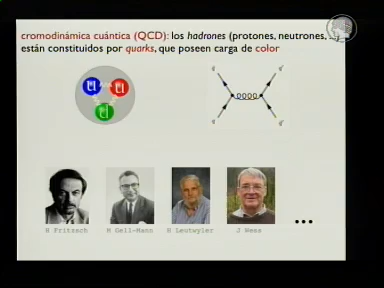 cromodinámica cuántica (QCD): los hadrones (protones, neutrones, ...)
están constituidos por quarks, que poseen carga de color
u u
d
H Fritzsch M Gell-Mann H Leutwyler J Wess ...